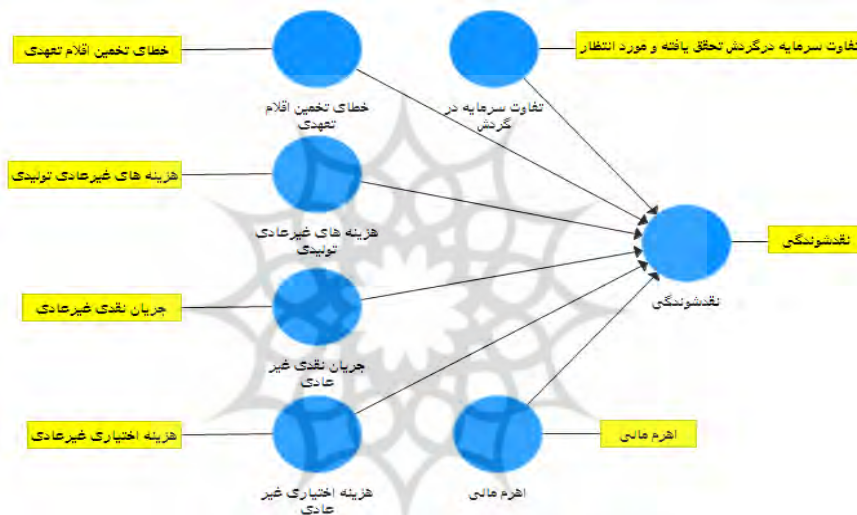 خطای تخمین اقلام تعهدی
تفاوت سرمایه درگردش تحقق یافته و مورد انتظار
خطای تخمین اقلام
تعهدی
تفاوت سرمایه در
گردش
هزینه های غیرعادی تولیدی
هزینه های غیرعادی
تولیدی
نقدشوندگی
نقدشوندگی
جریان نقدی غیرعادی
جریان نقدی غیر
عادی
هزینه اختیاری غیرعادی
اهرم مالی
هزینه اختیاری غیر
عادی
اهرم مالی